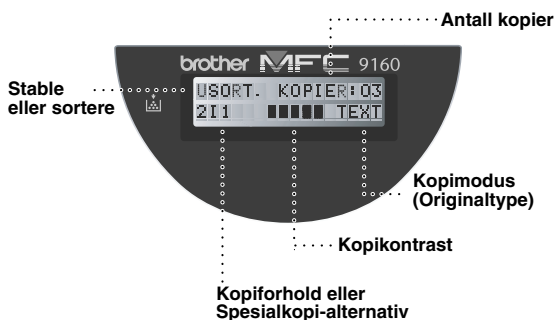 Antall kopier
brother MFC 9160
Stable
eller sortere
USORT. KOPIER:03
2I1 TEXT
Kopimodus
(Originaltype)
Kopikontrast
Kopiforhold eller
Spesialkopi-alternativ